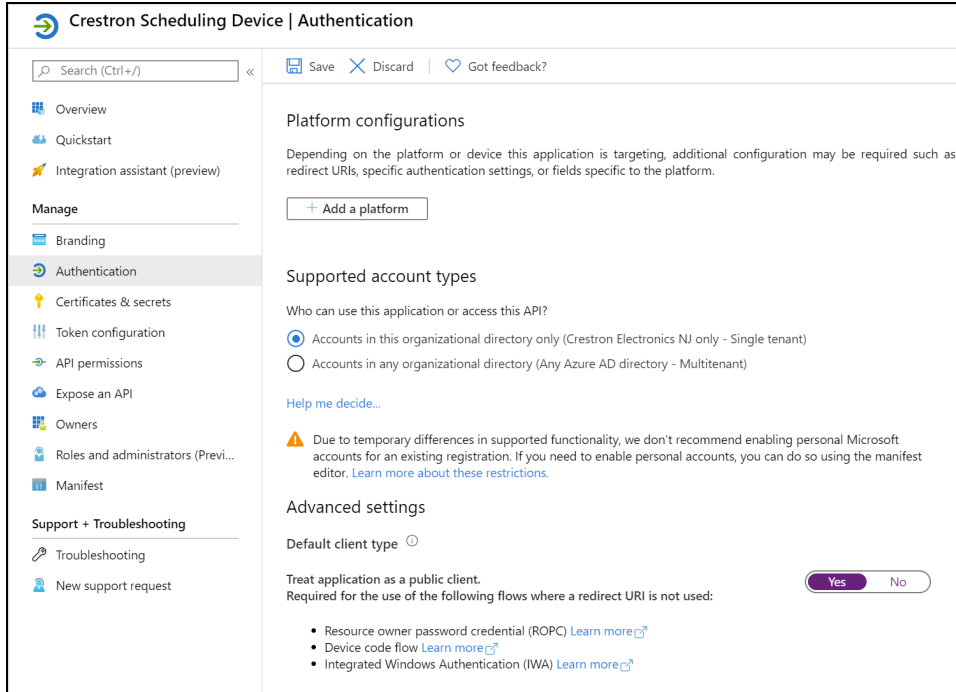 Crestron Scheduling Device | Authentication
Search (Ctrl+/)
«
Save
Discard
Got feedback?
Overview
Quickstart
Integration assistant (preview)
Manage
Branding
Authentication
Certificates & secrets
Token configuration
API permissions
Expose an API
Owners
Roles and administrators (Previ...
Manifest
Support + Troubleshooting
Troubleshooting
New support request
Platform configurations
Depending on the platform or device this application is targeting, additional configuration may be required such as
redirect URIs, specific authentication settings, or fields specific to the platform.
+ Add a platform
Supported account types
Who can use this application or access this API?
Accounts in this organizational directory only (Crestron Electronics NJ only - Single tenant)
Accounts in any organizational directory (Any Azure AD directory - Multitenant)
Help me decide...
Due to temporary differences in supported functionality, we don't recommend enabling personal Microsoft
accounts for an existing registration. If you need to enable personal accounts, you can do so using the manifest
editor. Learn more about these restrictions.
Advanced settings
Default client type
Treat application as a public client.
Required for the use of the following flows where a redirect URI is not used:
Yes
No
• Resource owner password credential (ROPC) Learn more
• Device code flow Learn more
• Integrated Windows Authentication (IWA) Learn more